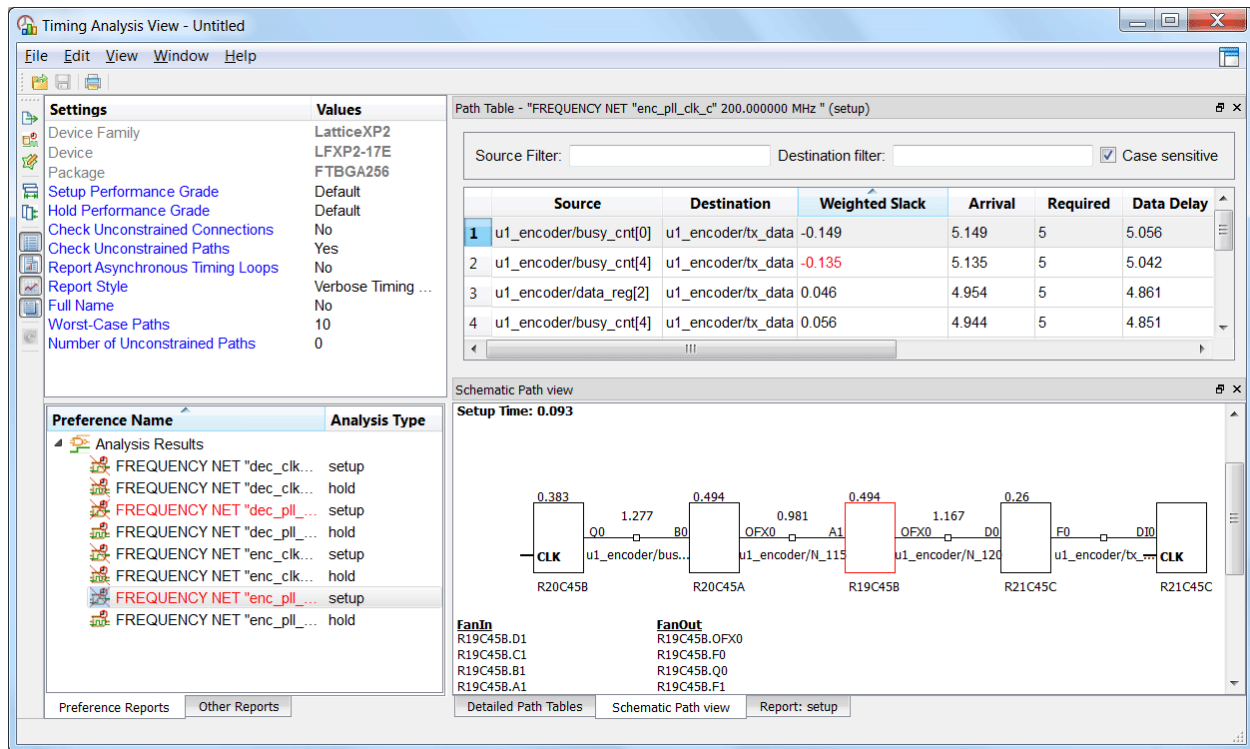 Timing Analysis View - Untitled
File Edit View Window Help
Settings Values
Device Family LatticeXP2
Device LFXP2-17E
Package FTBGA256
Setup Performance Grade Default
Hold Performance Grade Default
Check Unconstrained Connections No
Check Unconstrained Paths Yes
Report Asynchronous Timing Loops No
Report Style Verbose Timing ...
Full Name No
Worst-Case Paths 10
Number of Unconstrained Paths 0
Preference Name Analysis Type
Analysis Results
FREQUENCY NET "dec_clk... setup
FREQUENCY NET "dec_clk... hold
FREQUENCY NET "dec_pll_... setup
FREQUENCY NET "dec_pll_... hold
FREQUENCY NET "enc_clk... setup
FREQUENCY NET "enc_clk... hold
FREQUENCY NET "enc_pll_... setup
FREQUENCY NET "enc_pll_... hold
Preference Reports Other Reports
Path Table - "FREQUENCY NET "enc_pll_clk_c" 200.000000 MHz " (setup)
Source Filter: Destination filter: Case sensitive
Source Destination Weighted Slack Arrival Required Data Delay
1 u1_encoder/busy_cnt[0] u1_encoder/tx_data -0.149 5.149 5 5.056
2 u1_encoder/busy_cnt[4] u1_encoder/tx_data -0.135 5.135 5 5.042
3 u1_encoder/data_reg[2] u1_encoder/tx_data 0.046 4.954 5 4.861
4 u1_encoder/busy_cnt[4] u1_encoder/tx_data 0.056 4.944 5 4.851
Schematic Path view
Setup Time: 0.093
0.383 0.494 0.494 0.26
1.277 0.981 1.167
Q0 B0 OFX0 A1 OFX0 D0 F0 DI0
CLK u1_encoder/bus... u1_encoder/N_115 u1_encoder/N_120 u1_encoder/tx_... CLK
R20C45B R20C45A R19C45B R21C45C R21C45C
FanIn FanOut
R19C45B.D1 R19C45B.OFX0
R19C45B.C1 R19C45B.F0
R19C45B.B1 R19C45B.Q0
R19C45B.A1 R19C45B.F1
Detailed Path Tables Schematic Path view Report: setup